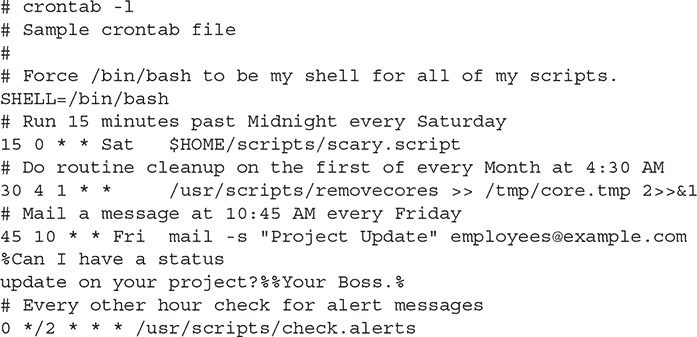 # crontab -l
# Sample crontab file
#
# Force /bin/bash to be my shell for all of my scripts.
SHELL=/bin/bash
# Run 15 minutes past Midnight every Saturday
15 0 * * Sat   $HOME/scripts/scary.script
# Do routine cleanup on the first of every Month at 4:30 AM
30 4 1 * *     /usr/scripts/removecores >> /tmp/core.tmp 2>>&1
# Mail a message at 10:45 AM every Friday
45 10 * * Fri  mail -s "Project Update" employees@example.com
%Can I have a status
update on your project?%%Your Boss.%
# Every other hour check for alert messages
0 */2 * * * /usr/scripts/check.alerts